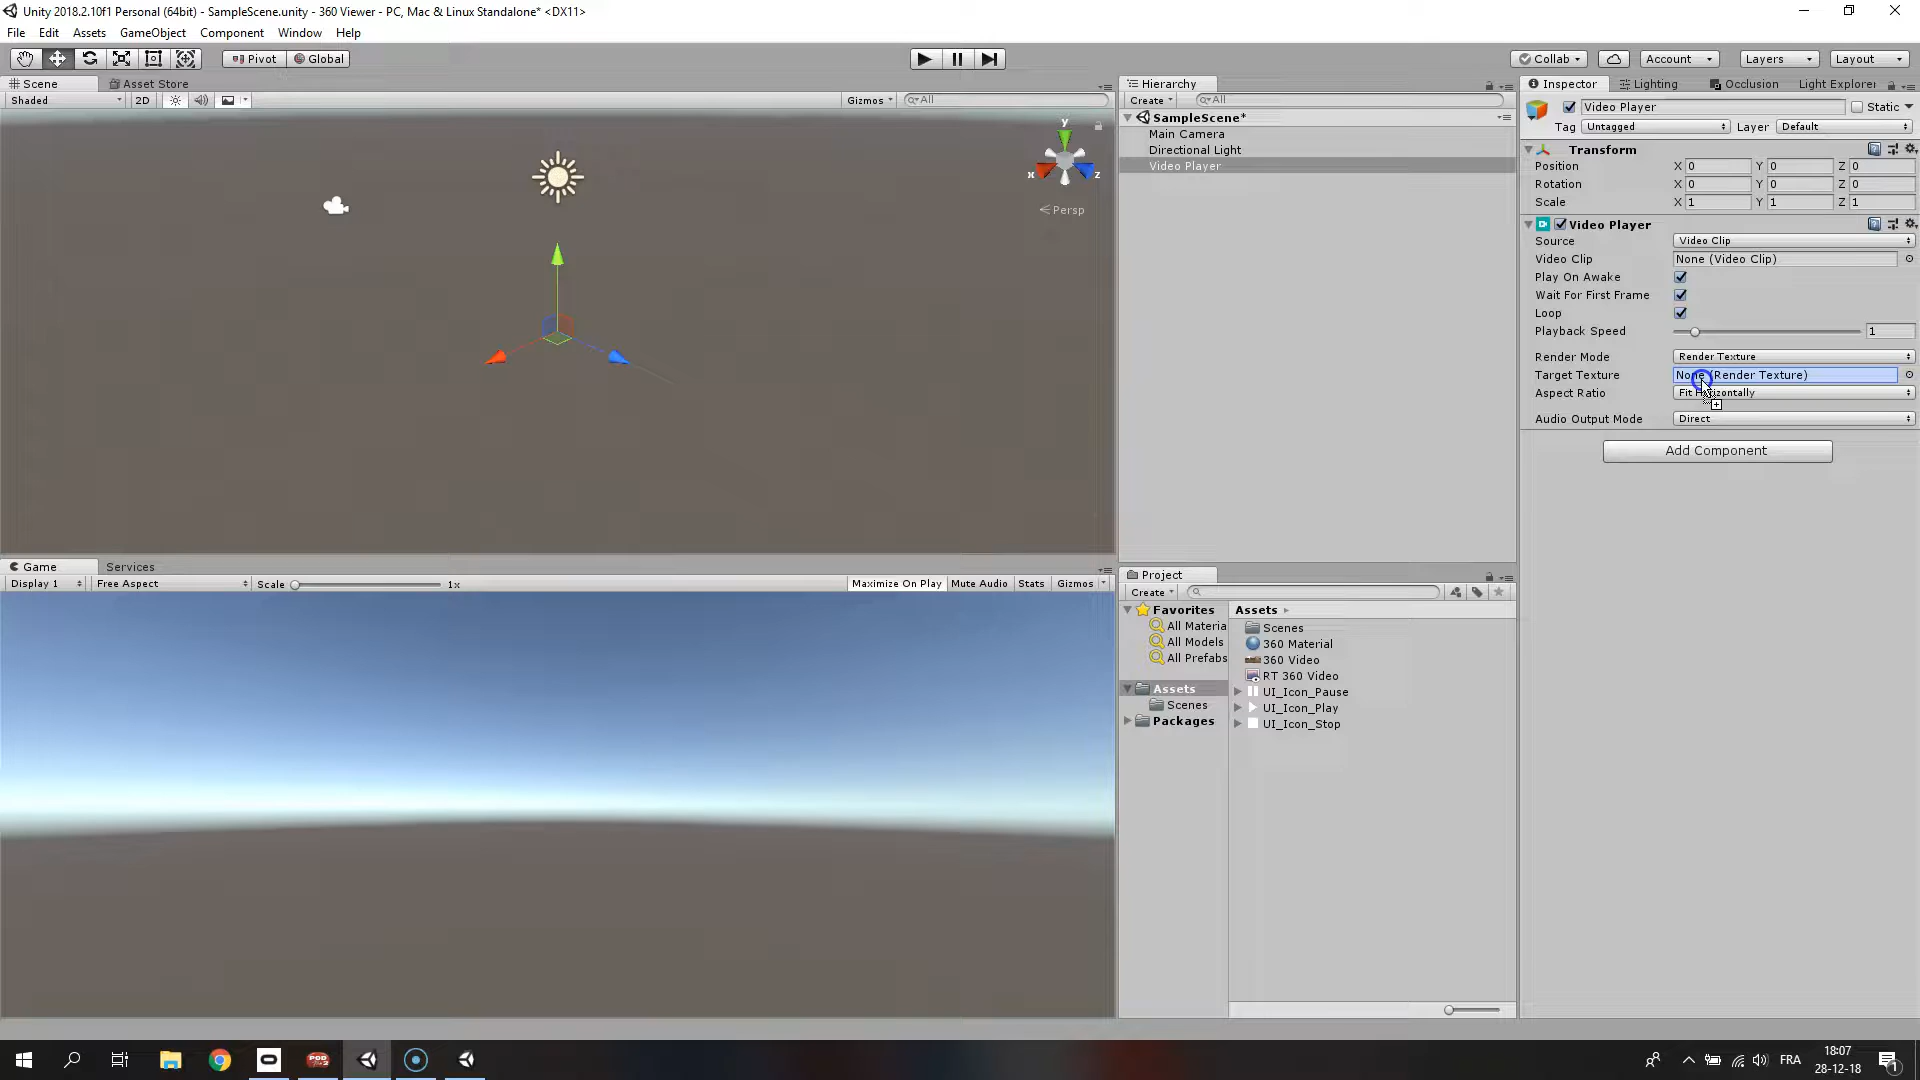 Unity 2018.2.10f1 Personal (64bit) - SampleScene.unity - 360 Viewer - PC, Mac & Linux Standalone* <DX11>
File Edit Assets GameObject Component Window Help
Pivot Global Collab Account Layers Layout
Scene Asset Store
Shaded 2D Gizmos All
y
x z
Persp
Game Services
Display 1 Free Aspect Scale 1x Maximize On Play Mute Audio Stats Gizmos
Hierarchy
Create All
SampleScene*
Main Camera
Directional Light
Video Player
Project
Create
Favorites
All Materia
All Models
All Prefabs
Assets
Scenes
Packages
Assets
Scenes
360 Material
360 Video
RT 360 Video
UI_Icon_Pause
UI_Icon_Play
UI_Icon_Stop
Inspector Lighting Occlusion Light Explorer
Video Player Static
Tag Untagged Layer Default
Transform
Position X 0 Y 0 Z 0
Rotation X 0 Y 0 Z 0
Scale X 1 Y 1 Z 1
Video Player
Source Video Clip
Video Clip None (Video Clip)
Play On Awake
Wait For First Frame
Loop
Playback Speed 1
Render Mode Render Texture
Target Texture None (Render Texture)
Aspect Ratio Fit Horizontally
Audio Output Mode Direct
Add Component
FRA
18:07
28-12-18
1